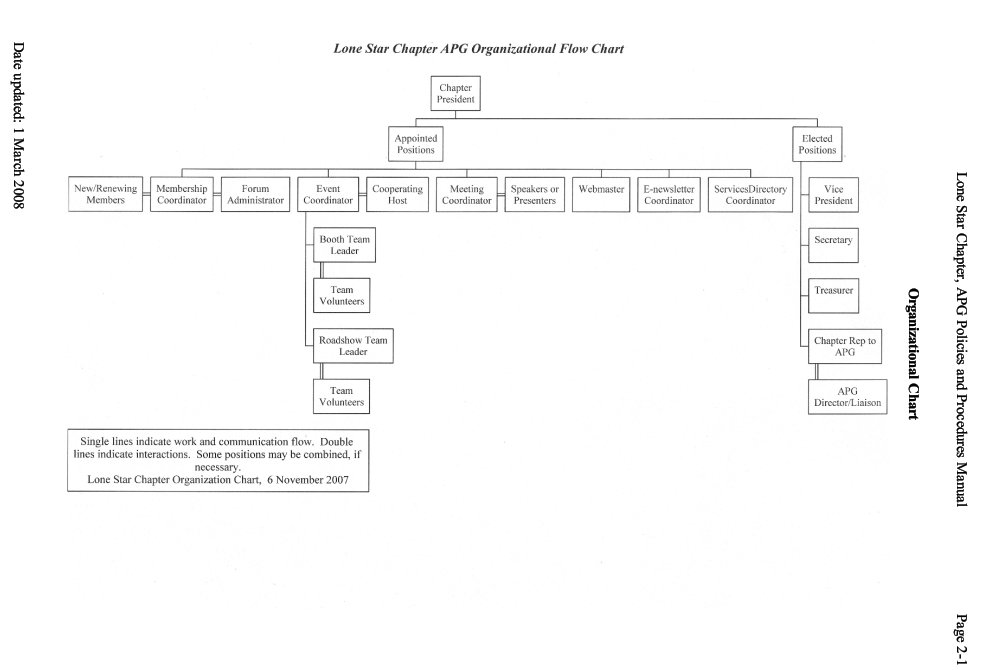 Lone Star Chapter, APG Policies and Procedures Manual
Organizational Chart
Lone Star Chapter APG Organizational Flow Chart
Chapter
President
Appointed
Positions
Elected
Positions
New/Renewing
Members
Membership
Coordinator
Forum
Administrator
Event
Coordinator
Cooperating
Host
Meeting
Coordinator
Speakers or
Presenters
Webmaster
E-newsletter
Coordinator
ServicesDirectory
Coordinator
Vice
President
Booth Team
Leader
Team
Volunteers
Roadshow Team
Leader
Team
Volunteers
Secretary
Treasurer
Chapter Rep to
APG
APG
Director/Liaison
Single lines indicate work and communication flow. Double
lines indicate interactions. Some positions may be combined, if
necessary.
Lone Star Chapter Organization Chart, 6 November 2007
Date updated: 1 March 2008
Page 2-1